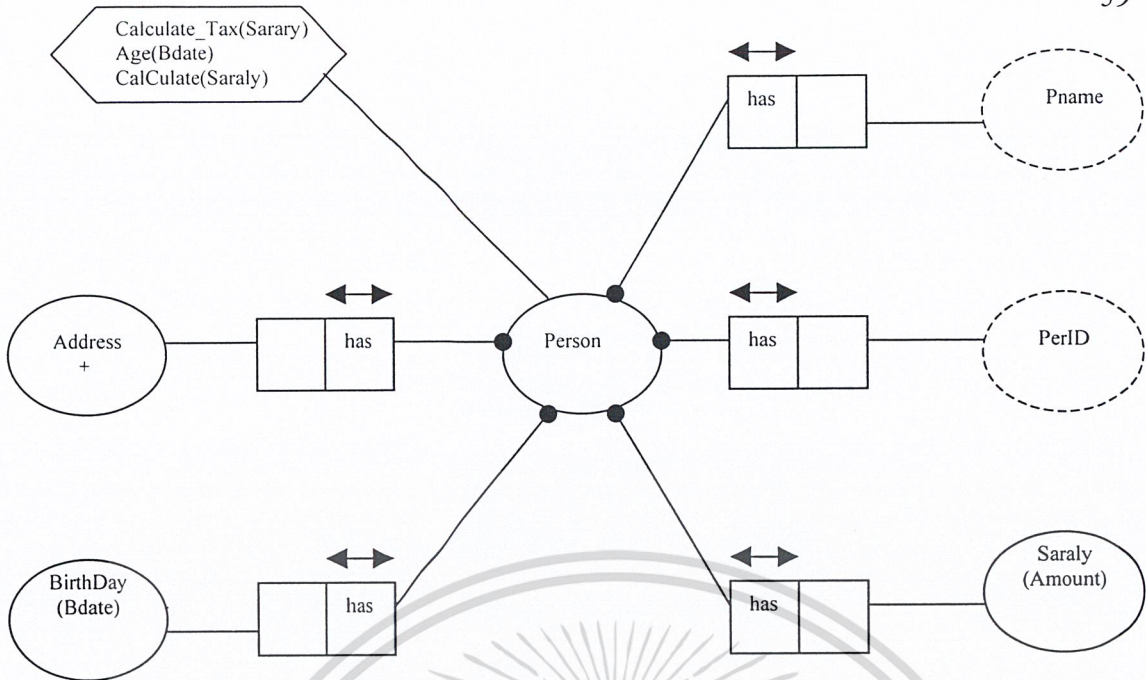 Calculate_Tax(Sarary)
Age(Bdate)
CalCulate(Saraly)
has
Pname
Address
+
has
Person
has
PerID
BirthDay
(Bdate)
has
has
Saraly
(Amount)